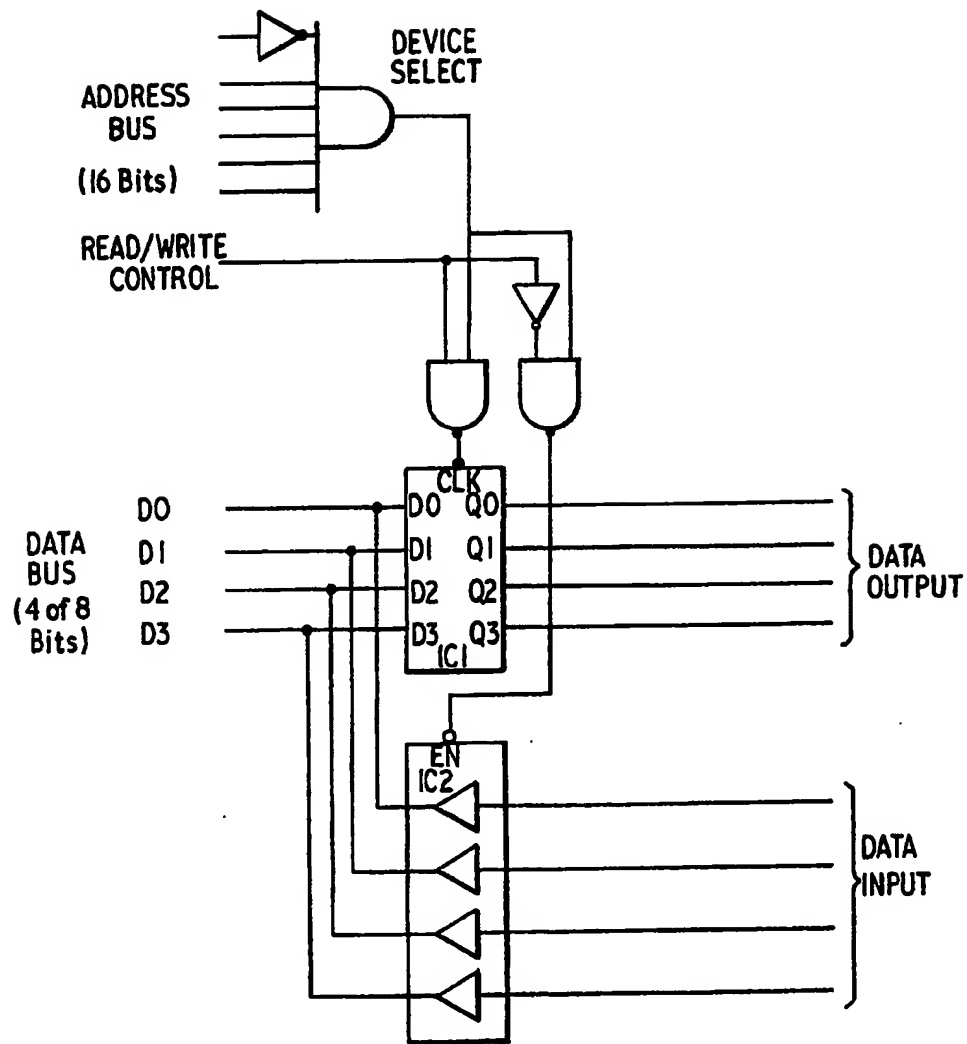 DEVICE
SELECT
ADDRESS
BUS
(16 Bits)
READ/WRITE
CONTROL
CLK
D0
D0 Q0
D1
D1 Q1
D2
D2 Q2
D3
D3 Q3
IC1
DATA
BUS
(4 of 8
Bits)
DATA
OUTPUT
EN
IC2
DATA
INPUT